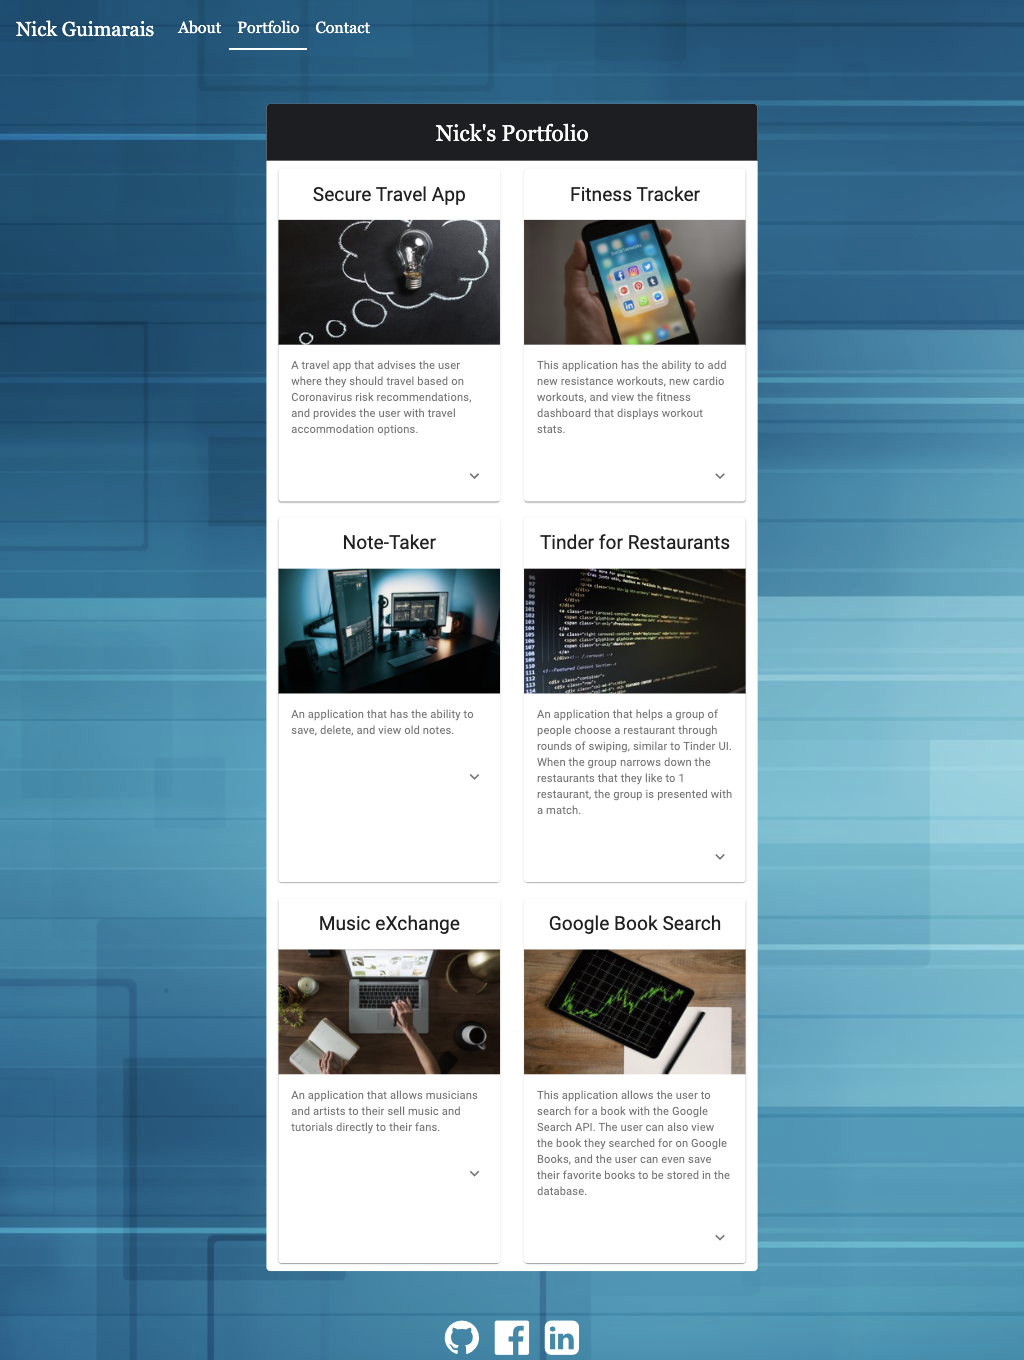 Nick Guimarais
About
Portfolio
Contact
Nick's Portfolio
Secure Travel App
A travel app that advises the user
where they should travel based on
Coronavirus risk recommendations,
and provides the user with travel
accommodation options.
Fitness Tracker
This application has the ability to add
new resistance workouts, new cardio
workouts, and view the fitness
dashboard that displays workout
stats.
Note-Taker
An application that has the ability to
save, delete, and view old notes.
Tinder for Restaurants
An application that helps a group of
people choose a restaurant through
rounds of swiping, similar to Tinder UI.
When the group narrows down the
restaurants that they like to 1
restaurant, the group is presented with
a match.
Music eXchange
An application that allows musicians
and artists to their sell music and
tutorials directly to their fans.
Google Book Search
This application allows the user to
search for a book with the Google
Search API. The user can also view
the book they searched for on Google
Books, and the user can even save
their favorite books to be stored in the
database.